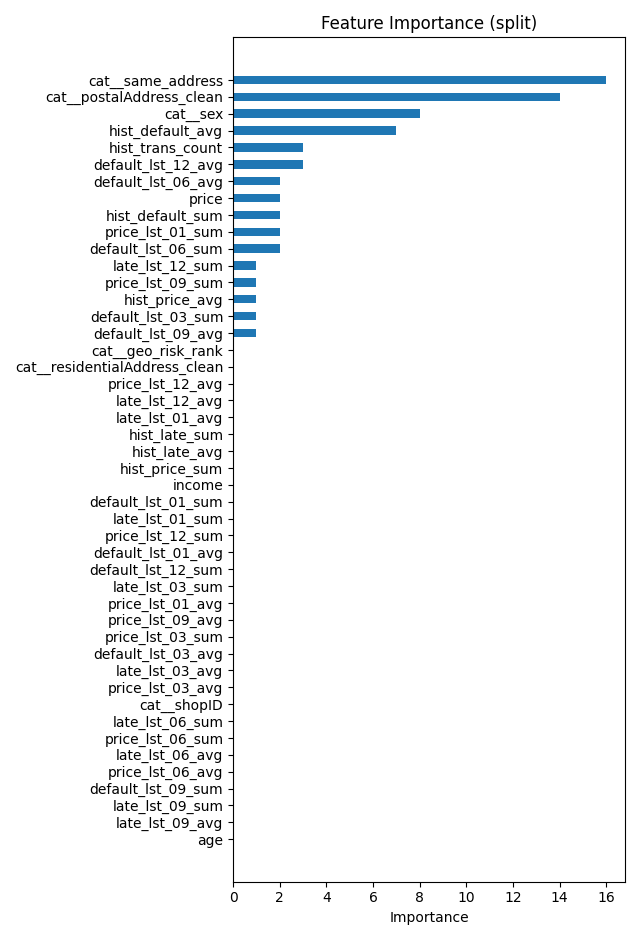 Feature Importance (split)
cat__same_address
cat__postalAddress_clean
cat__sex
hist_default_avg
hist_trans_count
default_lst_12_avg
default_lst_06_avg
price
hist_default_sum
price_lst_01_sum
default_lst_06_sum
late_lst_12_sum
price_lst_09_sum
hist_price_avg
default_lst_03_sum
default_lst_09_avg
cat__geo_risk_rank
cat__residentialAddress_clean
price_lst_12_avg
late_lst_12_avg
late_lst_01_avg
hist_late_sum
hist_late_avg
hist_price_sum
income
default_lst_01_sum
late_lst_01_sum
price_lst_12_sum
default_lst_01_avg
default_lst_12_sum
late_lst_03_sum
price_lst_01_avg
price_lst_09_avg
price_lst_03_sum
default_lst_03_avg
late_lst_03_avg
price_lst_03_avg
cat__shopID
late_lst_06_sum
price_lst_06_sum
late_lst_06_avg
price_lst_06_avg
default_lst_09_sum
late_lst_09_sum
late_lst_09_avg
age
0 2 4 6 8 10 12 14 16
Importance